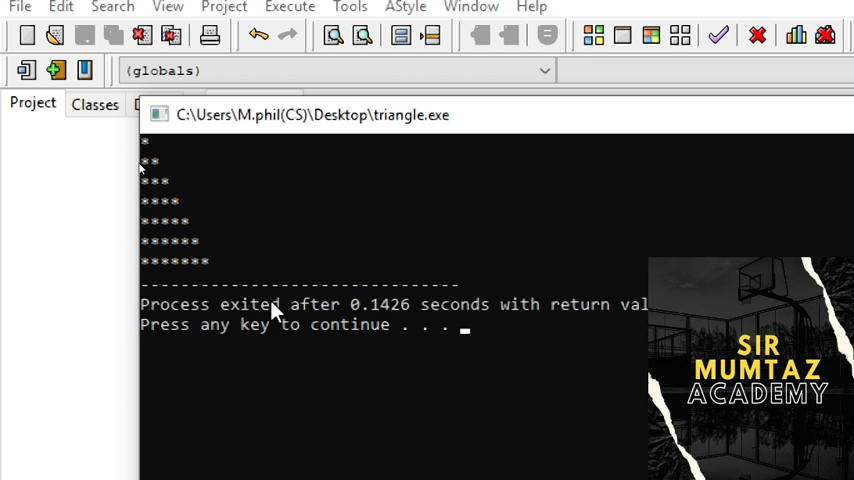 File Edit Search View Project Execute Tools AStyle Window Help
(globals)
Project Classes
C:\Users\M.phil(CS)\Desktop\triangle.exe
*
**
***
****
*****
******
*******
--------------------------------
Process exited after 0.1426 seconds with return val
Press any key to continue . . .
SIR
MUMTAZ
ACADEMY